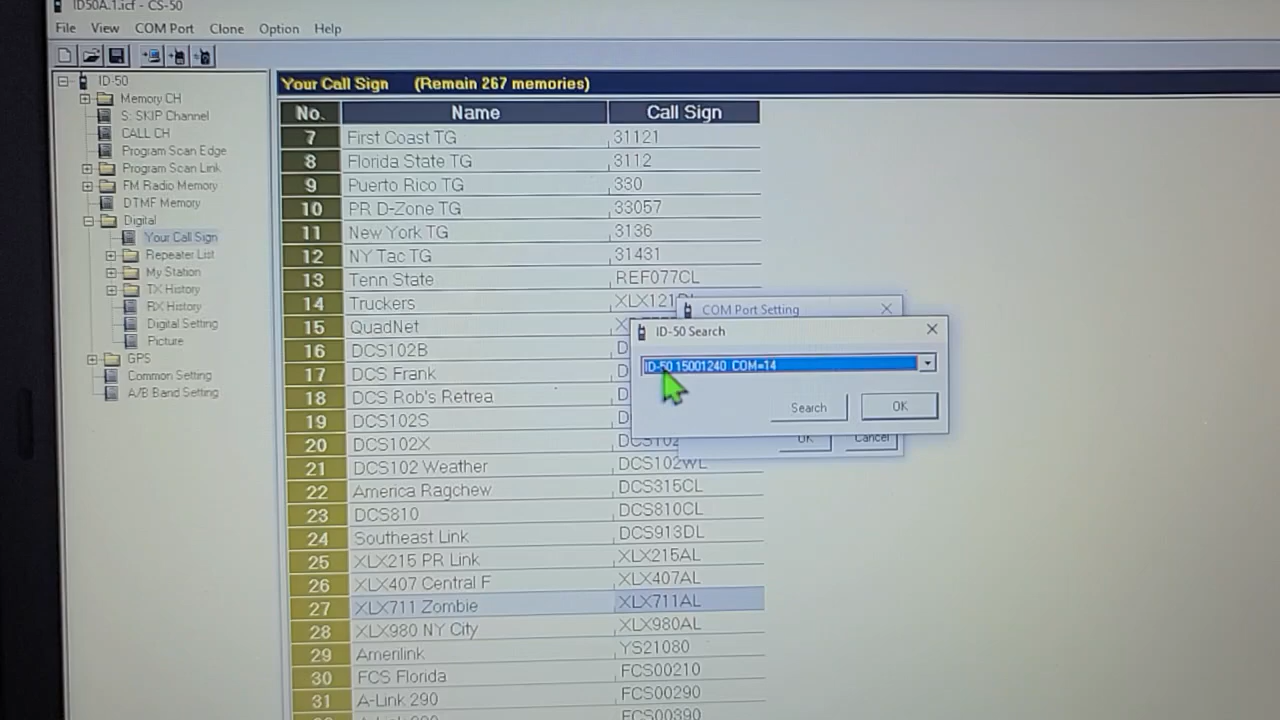 ID50A.1.icf - CS-50
File View COM Port Clone Option Help
ID-50
Memory CH
S: SKIP Channel
CALL CH
Program Scan Edge
Program Scan Link
FM Radio Memory
DTMF Memory
Digital
Your Call Sign
Repeater List
My Station
TX History
RX History
Digital Setting
Picture
GPS
Common Setting
A/B Band Setting
Your Call Sign (Remain 267 memories)
No. Name Call Sign
7 First Coast TG 31121
8 Florida State TG 3112
9 Puerto Rico TG 330
10 PR D-Zone TG 33057
11 New York TG 3136
12 NY Tac TG 31431
13 Tenn State REF077CL
14 Truckers
15 QuadNet
16 DCS102B
17 DCS Frank
18 DCS Rob's Retrea
19 DCS102S
20 DCS102X
21 DCS102 Weather DCS102WL
22 America Ragchew DCS315CL
23 DCS810 DCS810CL
24 Southeast Link DCS913DL
25 XLX215 PR Link XLX215AL
26 XLX407 Central F XLX407AL
27 XLX711 Zombie XLX711AL
28 XLX980 NY City XLX980AL
29 Amerilink YS21080
30 FCS Florida FCS00210
31 A-Link 290 FCS00290
FCS00390
COM Port Setting
ID-50 Search
ID-50 15001240 COM=14
Search OK
OK Cancel